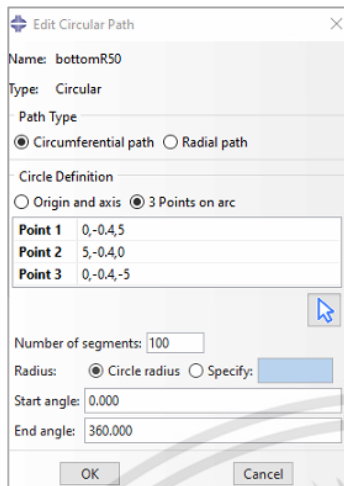 Edit Circular Path
Name: bottomR50
Type: Circular
Path Type
Circumferential path Radial path
Circle Definition
Origin and axis 3 Points on arc
Point 1 0,-0.4,5
Point 2 5,-0.4,0
Point 3 0,-0.4,-5
Number of segments: 100
Radius: Circle radius Specify:
Start angle: 0.000
End angle: 360.000
OK Cancel